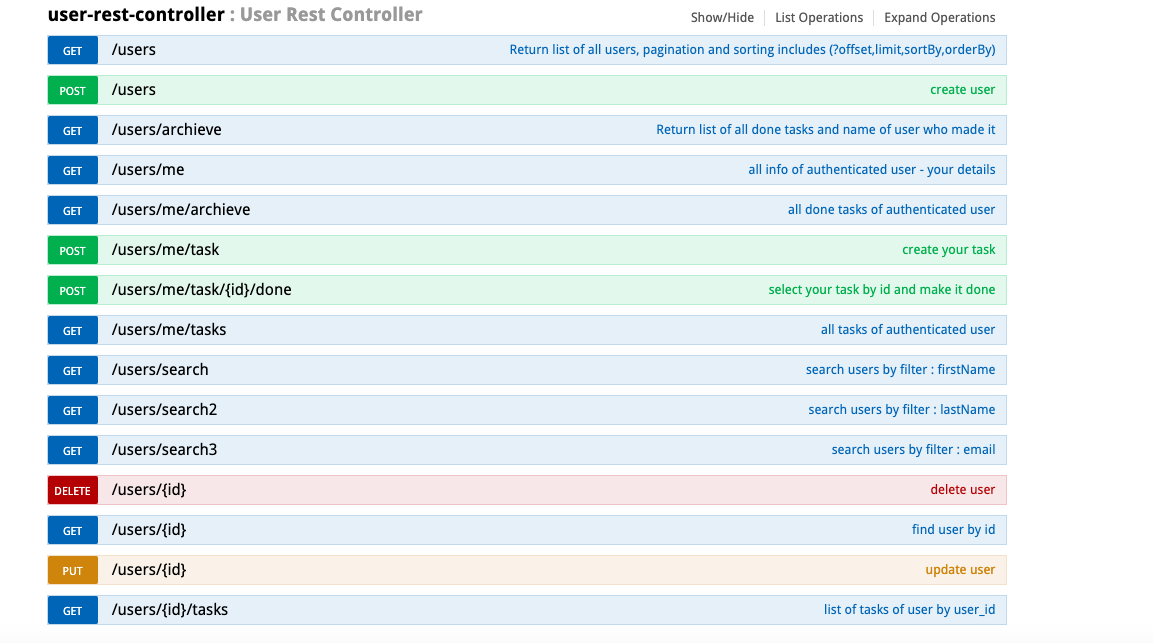 user-rest-controller : User Rest Controller Show/Hide List Operations Expand Operations
GET /users Return list of all users, pagination and sorting includes (?offset,limit,sortBy,orderBy)
POST /users create user
GET /users/archieve Return list of all done tasks and name of user who made it
GET /users/me all info of authenticated user - your details
GET /users/me/archieve all done tasks of authenticated user
POST /users/me/task create your task
POST /users/me/task/{id}/done select your task by id and make it done
GET /users/me/tasks all tasks of authenticated user
GET /users/search search users by filter : firstName
GET /users/search2 search users by filter : lastName
GET /users/search3 search users by filter : email
DELETE /users/{id} delete user
GET /users/{id} find user by id
PUT /users/{id} update user
GET /users/{id}/tasks list of tasks of user by user_id